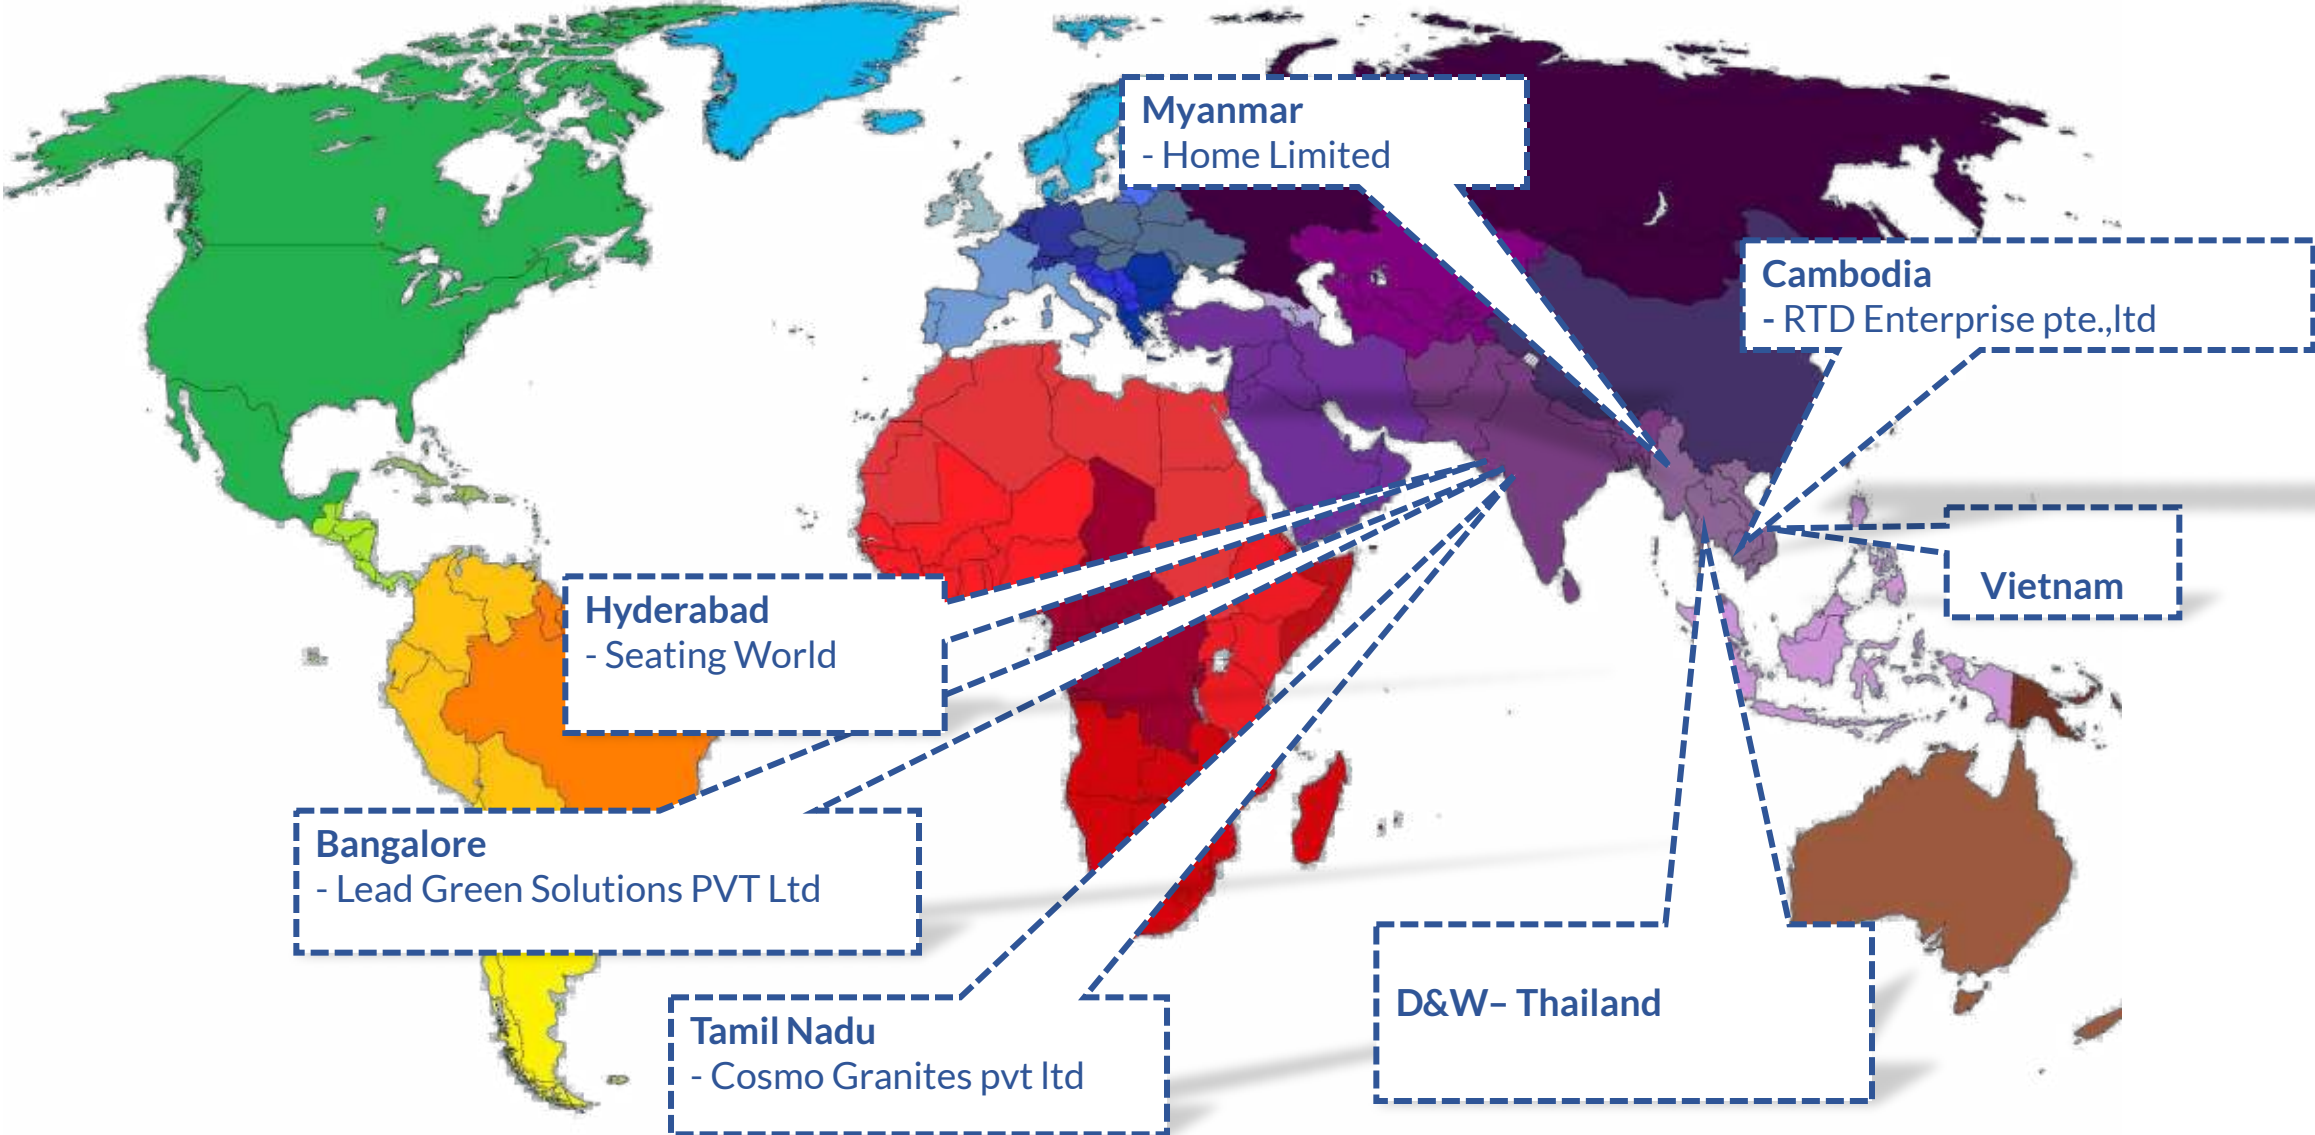 Myanmar
- Home Limited
Cambodia
- RTD Enterprise pte.,ltd
Vietnam
Hyderabad
- Seating World
Bangalore
- Lead Green Solutions PVT Ltd
D&W– Thailand
Tamil Nadu
- Cosmo Granites pvt ltd